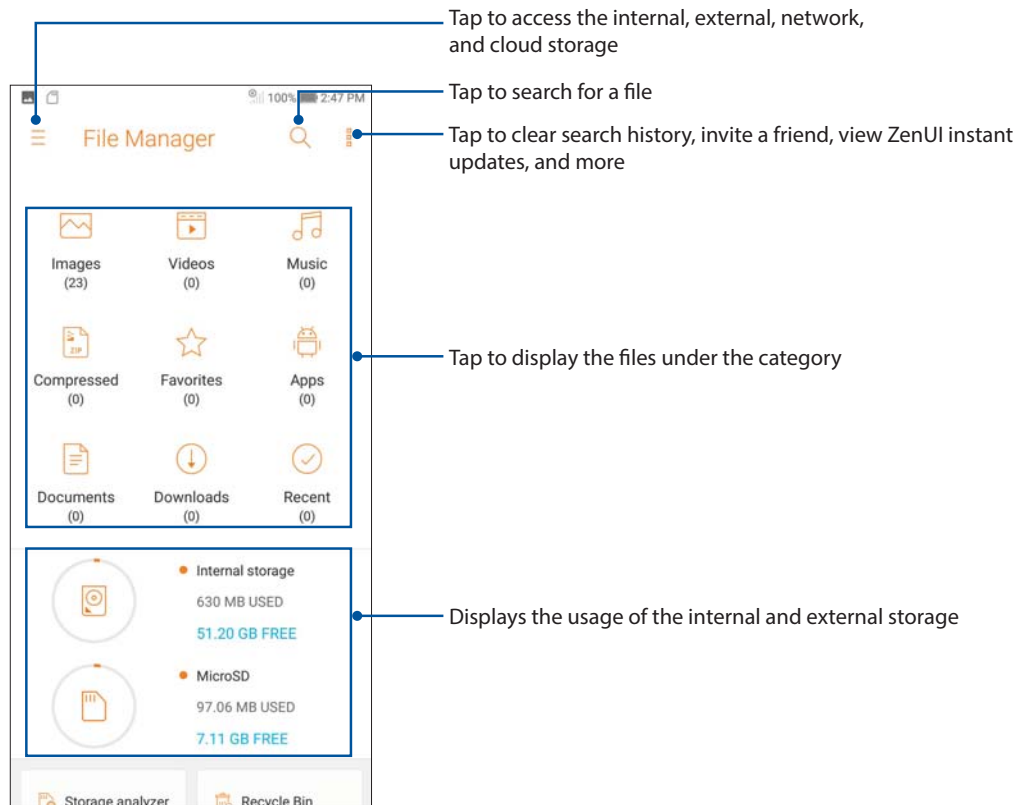 Tap to access the internal, external, network,
and cloud storage
100% 2:47 PM
Tap to search for a file
File Manager
Tap to clear search history, invite a friend, view ZenUI instant
updates, and more
Images Videos Music
(23) (0) (0)
ZIP
Compressed Favorites Apps
(0) (0) (0)
Tap to display the files under the category
Documents Downloads Recent
(0) (0) (0)
Internal storage
630 MB USED
51.20 GB FREE
Displays the usage of the internal and external storage
MicroSD
97.06 MB USED
7.11 GB FREE
Storage analyzer Recycle Bin